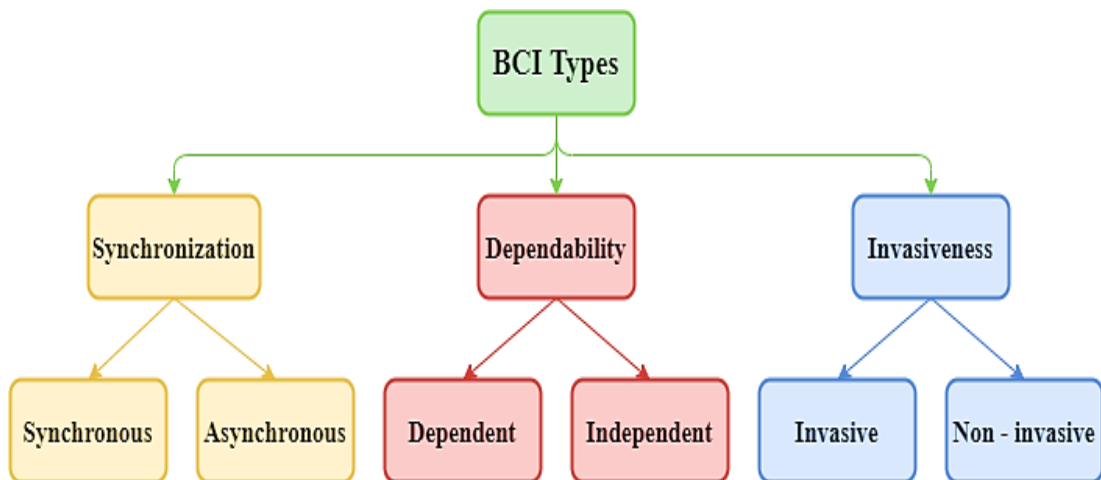 BCI Types
Synchronization
Dependability
Invasiveness
Synchronous
Asynchronous
Dependent
Independent
Invasive
Non - invasive